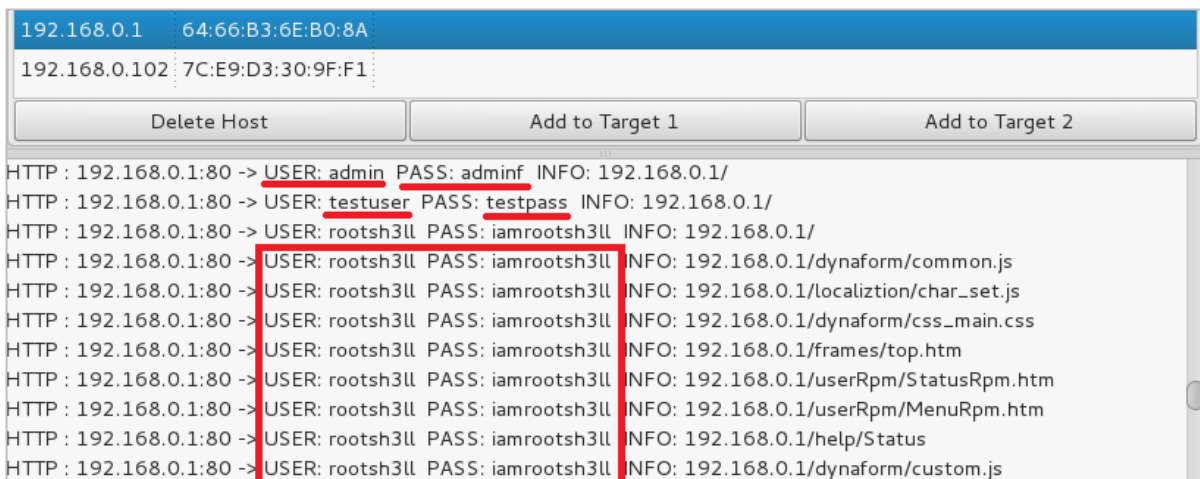 192.168.0.1 64:66:B3:6E:B0:8A
192.168.0.102 7C:E9:D3:30:9F:F1
Delete Host Add to Target 1 Add to Target 2
HTTP : 192.168.0.1:80 -> USER: admin PASS: adminf INFO: 192.168.0.1/
HTTP : 192.168.0.1:80 -> USER: testuser PASS: testpass INFO: 192.168.0.1/
HTTP : 192.168.0.1:80 -> USER: rootsh3ll PASS: iamrootsh3ll INFO: 192.168.0.1/
HTTP : 192.168.0.1:80 -> USER: rootsh3ll PASS: iamrootsh3ll INFO: 192.168.0.1/dynaform/common.js
HTTP : 192.168.0.1:80 -> USER: rootsh3ll PASS: iamrootsh3ll INFO: 192.168.0.1/localiztion/char_set.js
HTTP : 192.168.0.1:80 -> USER: rootsh3ll PASS: iamrootsh3ll INFO: 192.168.0.1/dynaform/css_main.css
HTTP : 192.168.0.1:80 -> USER: rootsh3ll PASS: iamrootsh3ll INFO: 192.168.0.1/frames/top.htm
HTTP : 192.168.0.1:80 -> USER: rootsh3ll PASS: iamrootsh3ll INFO: 192.168.0.1/userRpm/StatusRpm.htm
HTTP : 192.168.0.1:80 -> USER: rootsh3ll PASS: iamrootsh3ll INFO: 192.168.0.1/userRpm/MenuRpm.htm
HTTP : 192.168.0.1:80 -> USER: rootsh3ll PASS: iamrootsh3ll INFO: 192.168.0.1/help/Status
HTTP : 192.168.0.1:80 -> USER: rootsh3ll PASS: iamrootsh3ll INFO: 192.168.0.1/dynaform/custom.js